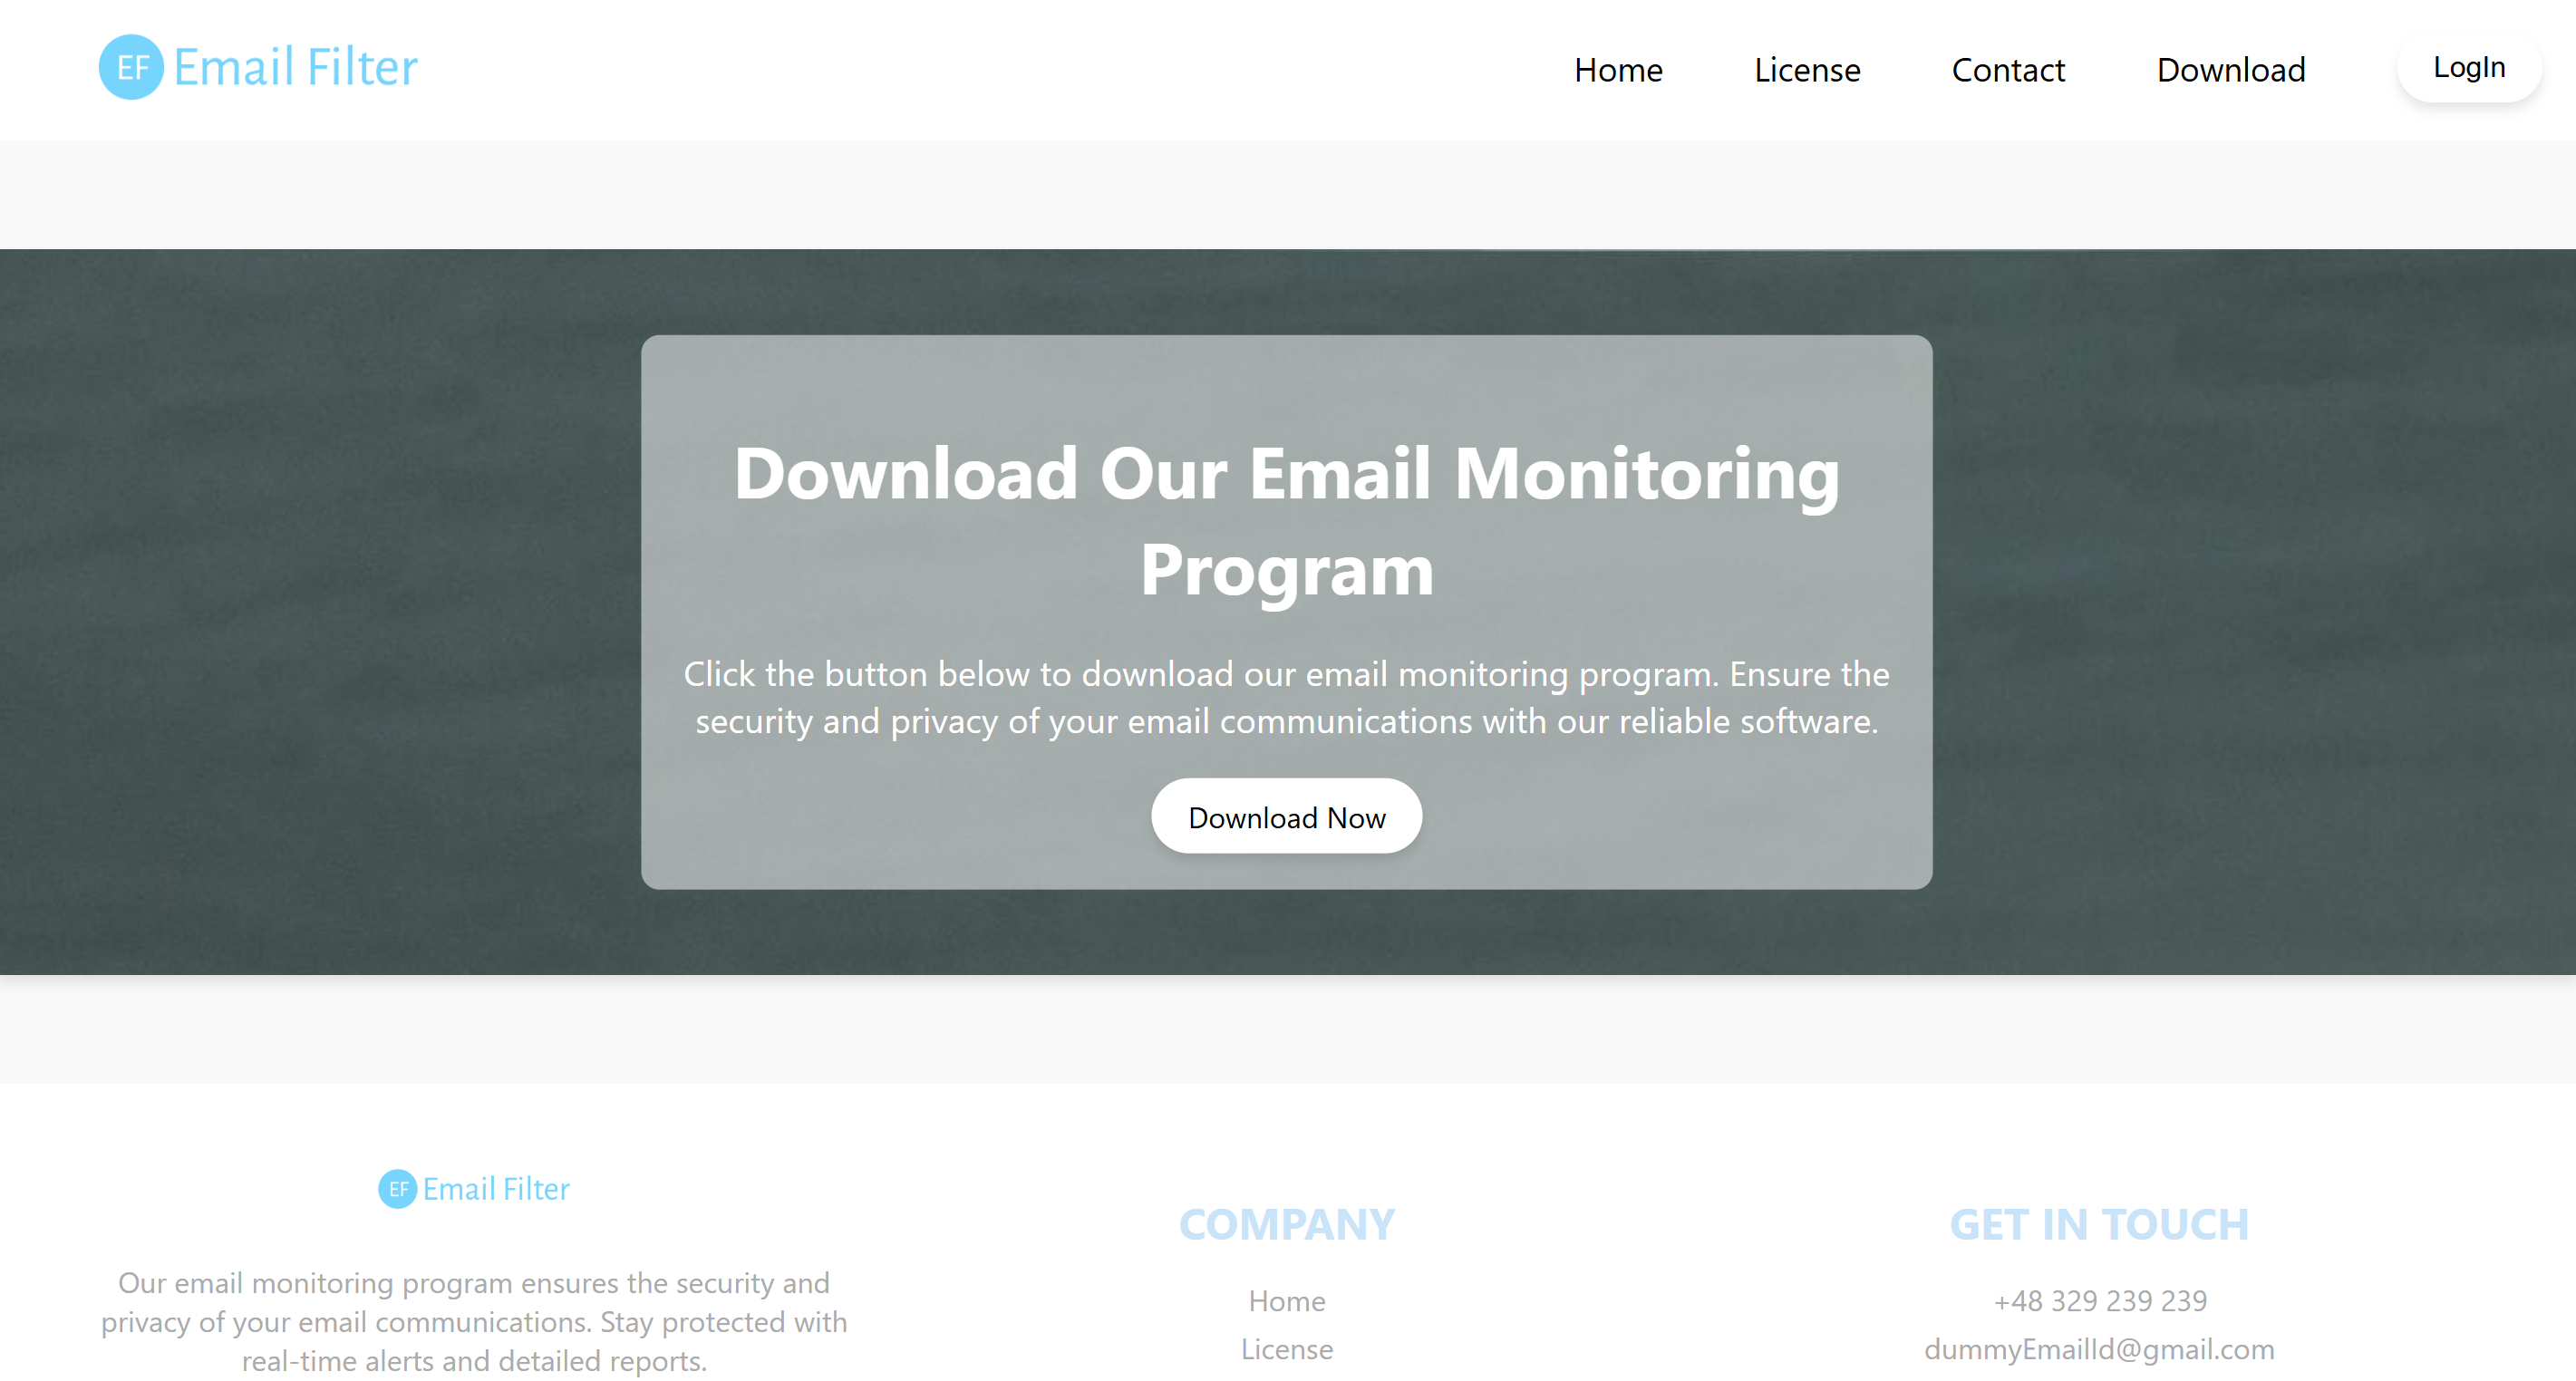 EF Email Filter
Home License Contact Download LogIn
Download Our Email Monitoring
Program
Click the button below to download our email monitoring program. Ensure the
security and privacy of your email communications with our reliable software.
Download Now
EF Email Filter
Our email monitoring program ensures the security and
privacy of your email communications. Stay protected with
real-time alerts and detailed reports.
COMPANY
Home
License
GET IN TOUCH
+48 329 239 239
dummyEmailId@gmail.com